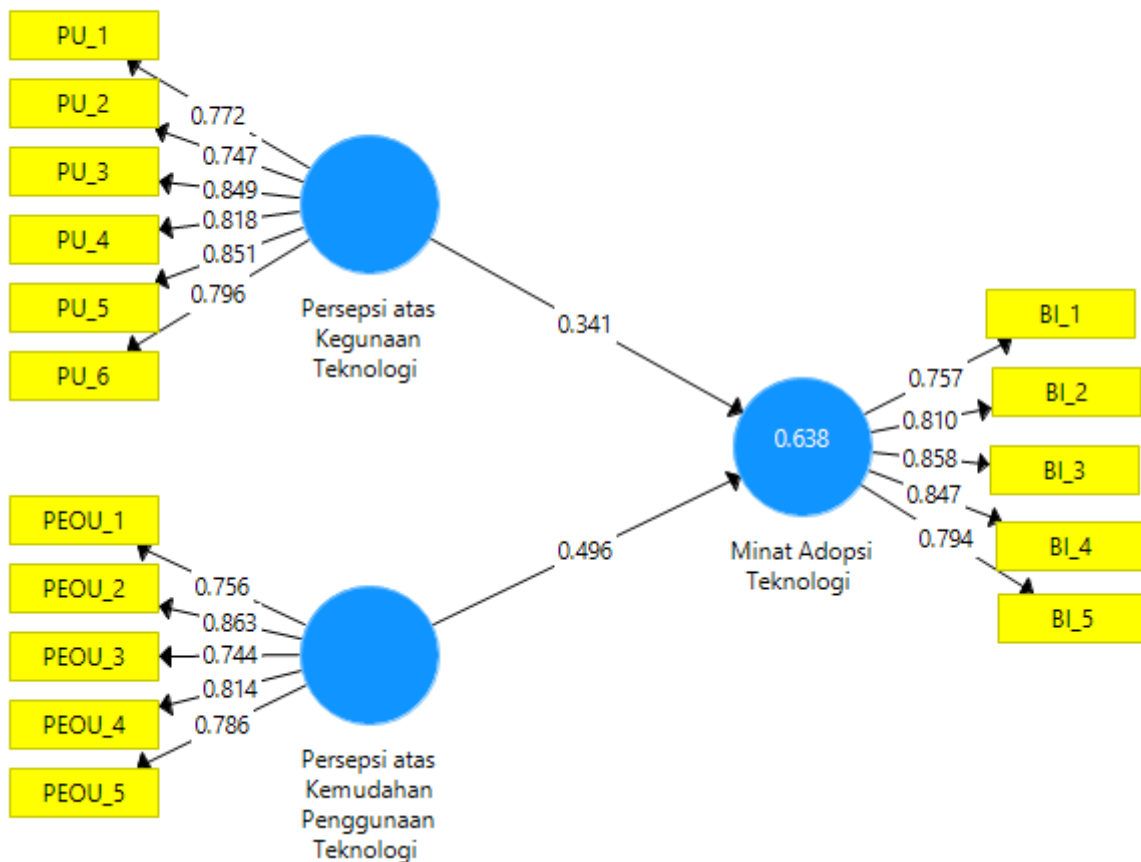 PU_1
PU_2
PU_3
PU_4
PU_5
PU_6
0.772
0.747
0.849
0.818
0.851
0.796
Persepsi atas
Kegunaan
Teknologi
0.341
PEOU_1
PEOU_2
PEOU_3
PEOU_4
PEOU_5
0.756
0.863
0.744
0.814
0.786
Persepsi atas
Kemudahan
Penggunaan
Teknologi
0.496
0.638
Minat Adopsi
Teknologi
0.757
0.810
0.858
0.847
0.794
BI_1
BI_2
BI_3
BI_4
BI_5